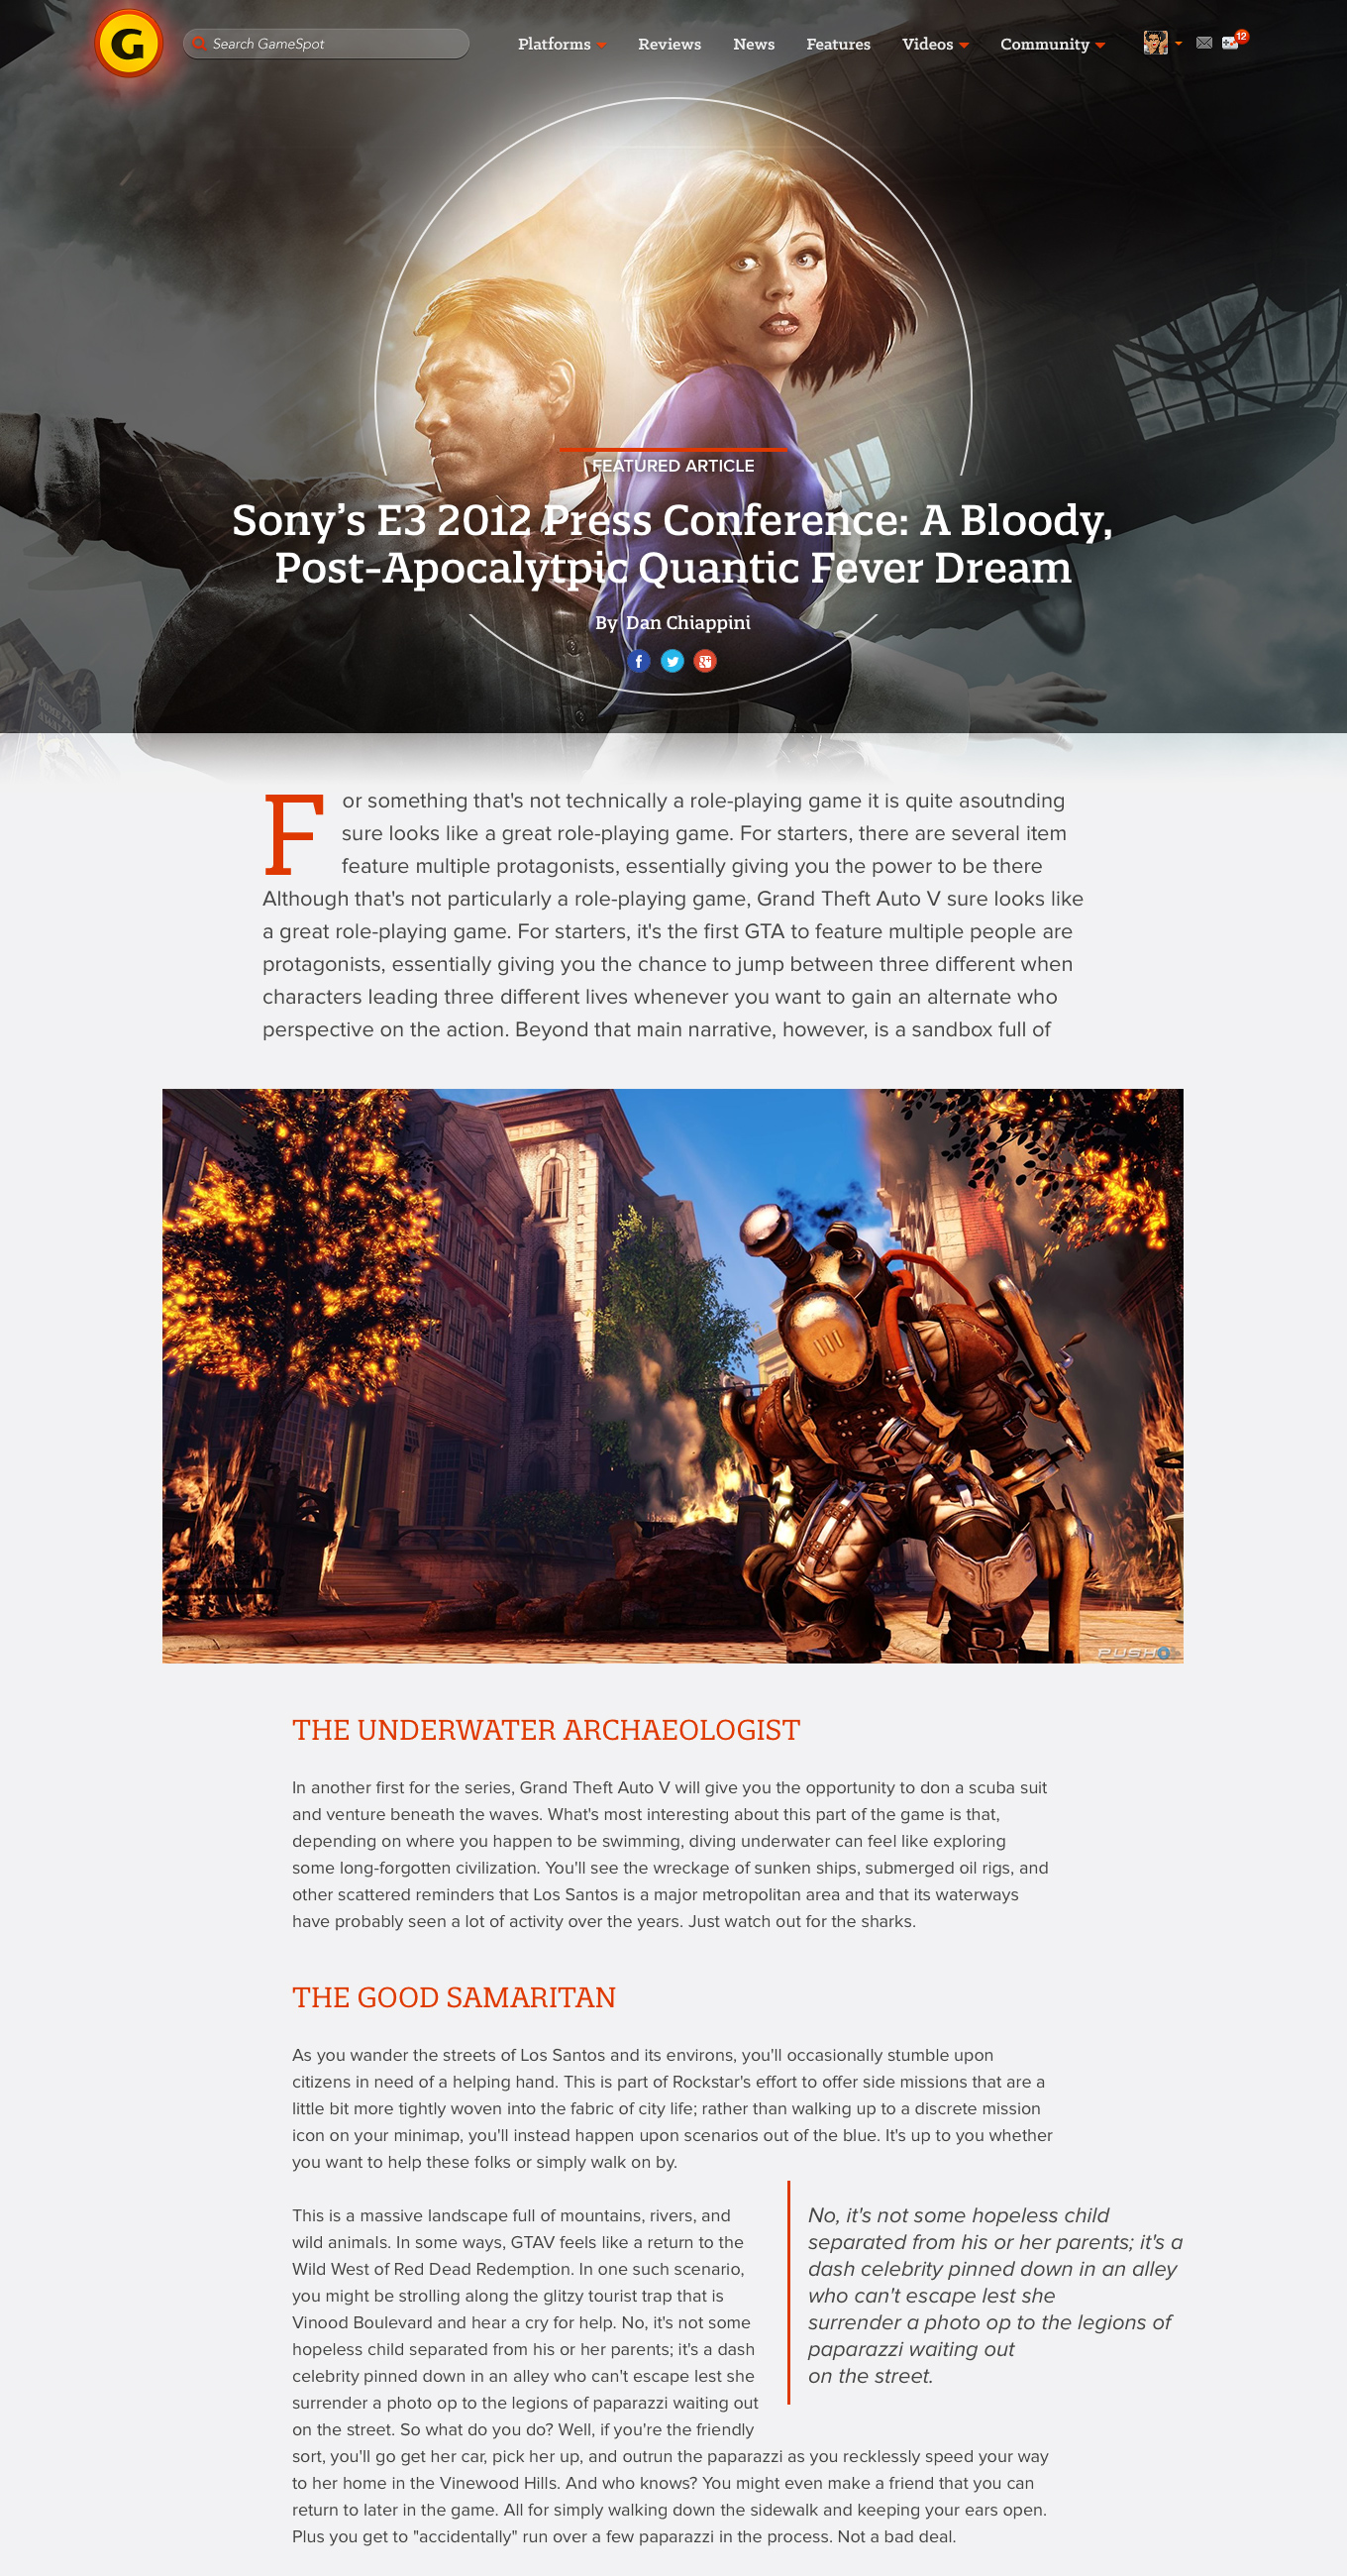 G
Search GameSpot
Platforms
Reviews
News
Features
Videos
Community
12
FEATURED ARTICLE
Sony's E3 2012 Press Conference: A Bloody,
Post-Apocalytpic Quantic Fever Dream
By Dan Chiappini
For something that's not technically a role-playing game it is quite asoutnding
sure looks like a great role-playing game. For starters, there are several item
feature multiple protagonists, essentially giving you the power to be there
Although that's not particularly a role-playing game, Grand Theft Auto V sure looks like
a great role-playing game. For starters, it's the first GTA to feature multiple people are
protagonists, essentially giving you the chance to jump between three different when
characters leading three different lives whenever you want to gain an alternate who
perspective on the action. Beyond that main narrative, however, is a sandbox full of
PUSH
THE UNDERWATER ARCHAEOLOGIST
In another first for the series, Grand Theft Auto V will give you the opportunity to don a scuba suit
and venture beneath the waves. What's most interesting about this part of the game is that,
depending on where you happen to be swimming, diving underwater can feel like exploring
some long-forgotten civilization. You'll see the wreckage of sunken ships, submerged oil rigs, and
other scattered reminders that Los Santos is a major metropolitan area and that its waterways
have probably seen a lot of activity over the years. Just watch out for the sharks.
THE GOOD SAMARITAN
As you wander the streets of Los Santos and its environs, you'll occasionally stumble upon
citizens in need of a helping hand. This is part of Rockstar's effort to offer side missions that are a
little bit more tightly woven into the fabric of city life; rather than walking up to a discrete mission
icon on your minimap, you'll instead happen upon scenarios out of the blue. It's up to you whether
you want to help these folks or simply walk on by.
This is a massive landscape full of mountains, rivers, and
wild animals. In some ways, GTAV feels like a return to the
Wild West of Red Dead Redemption. In one such scenario,
you might be strolling along the glitzy tourist trap that is
Vinood Boulevard and hear a cry for help. No, it's not some
hopeless child separated from his or her parents; it's a dash
celebrity pinned down in an alley who can't escape lest she
surrender a photo op to the legions of paparazzi waiting out
on the street. So what do you do? Well, if you're the friendly
sort, you'll go get her car, pick her up, and outrun the paparazzi as you recklessly speed your way
to her home in the Vinewood Hills. And who knows? You might even make a friend that you can
return to later in the game. All for simply walking down the sidewalk and keeping your ears open.
Plus you get to "accidentally" run over a few paparazzi in the process. Not a bad deal.
No, it's not some hopeless child
separated from his or her parents; it's a
dash celebrity pinned down in an alley
who can't escape lest she
surrender a photo op to the legions of
paparazzi waiting out
on the street.